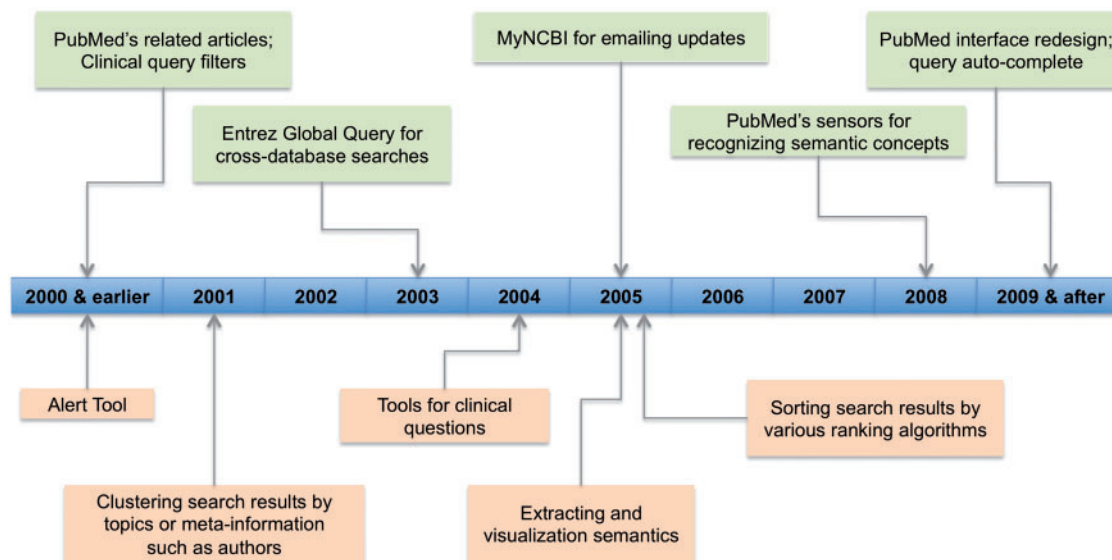 PubMed's related articles;
Clinical query filters
MyNCBI for emailing updates
PubMed interface redesign;
query auto-complete
Entrez Global Query for
cross-database searches
PubMed's sensors for
recognizing semantic concepts
2000 & earlier
2001
2002
2003
2004
2005
2006
2007
2008
2009 & after
Alert Tool
Tools for clinical
questions
Sorting search results by
various ranking algorithms
Clustering search results by
topics or meta-information
such as authors
Extracting and
visualization semantics